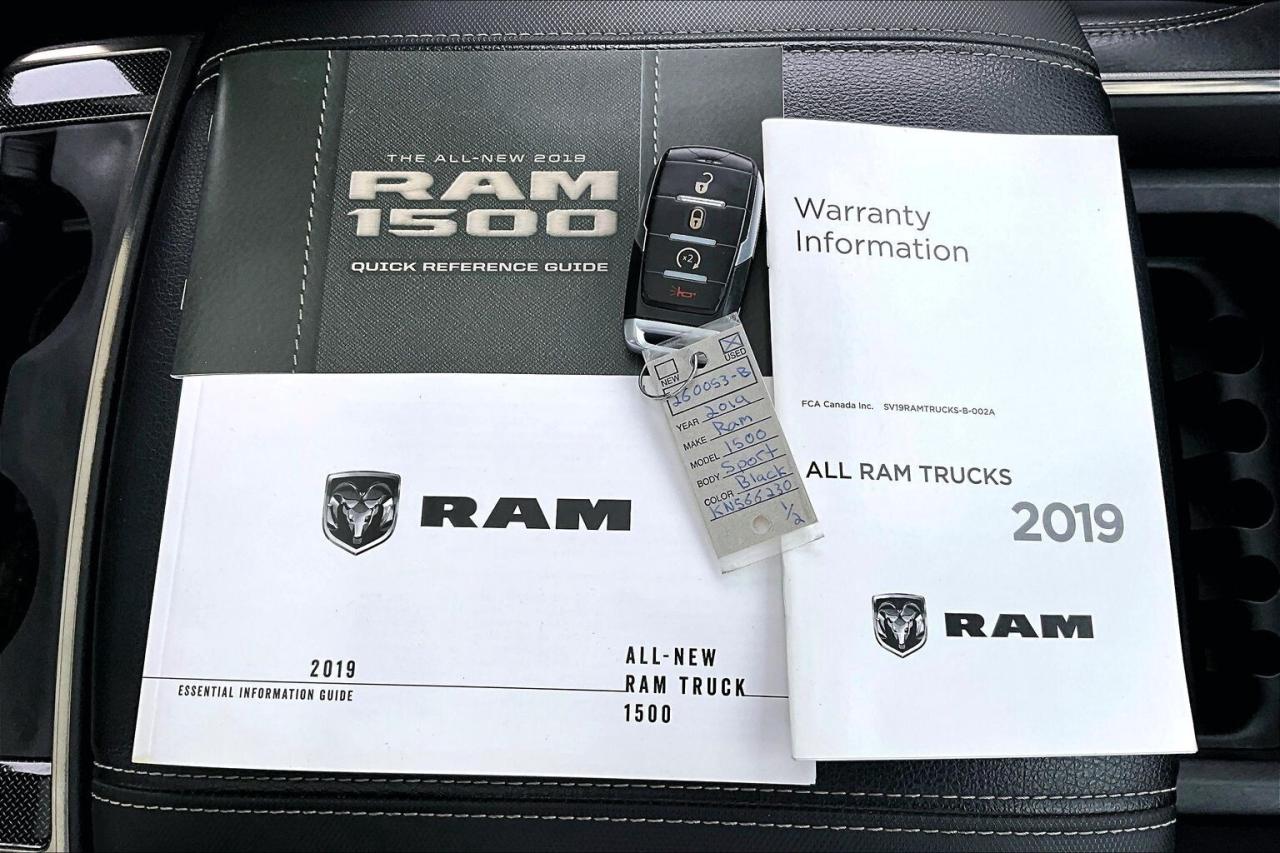 THE ALL-NEW 2019
RAM
1500
QUICK REFERENCE GUIDE
x2
NEW
USED
260053-B
YEAR 2019
MAKE Ram
MODEL 1500
BODY Sport
COLOR Black
KN566230
1/2
Warranty
Information
FCA Canada Inc. SV19RAMTRUCKS-B-002A
ALL RAM TRUCKS
2019
RAM
RAM
2019
ESSENTIAL INFORMATION GUIDE
ALL-NEW
RAM TRUCK
1500